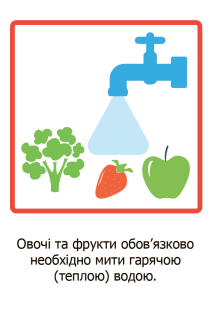 Овочі та фрукти обов’язково
необхідно мити гарячою
(теплою) водою.